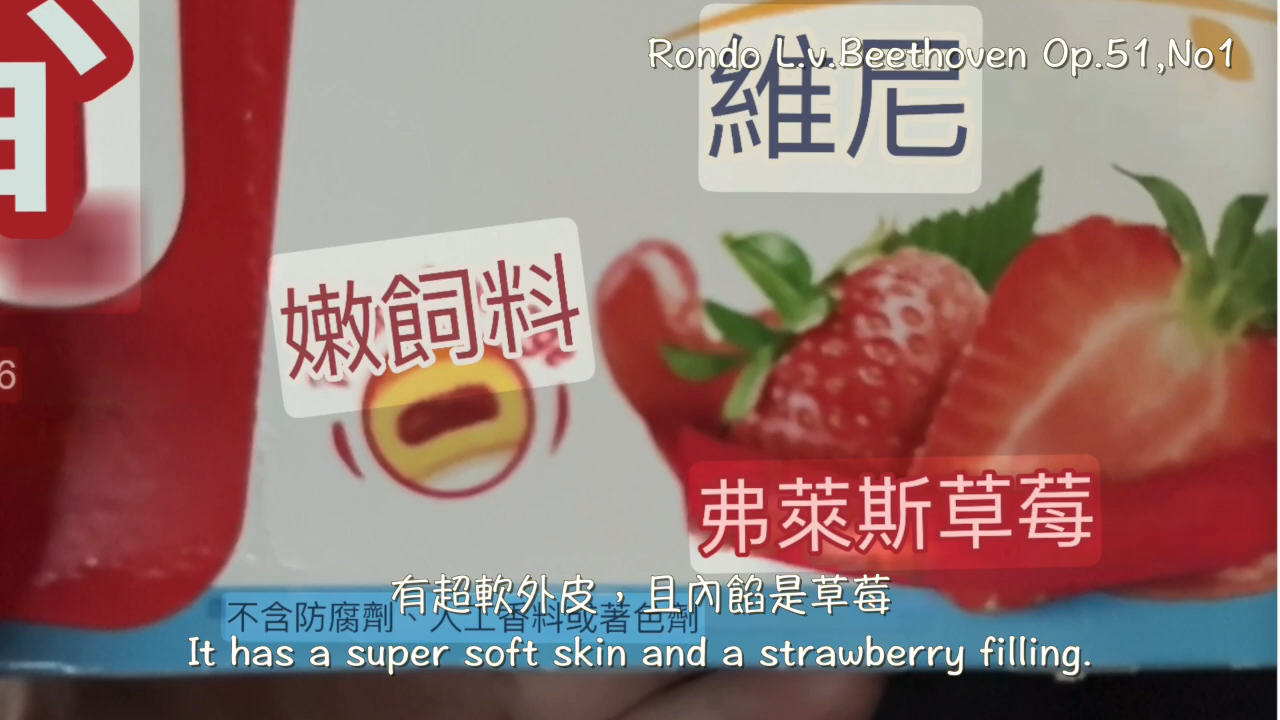 Rondo L.v.Beethoven Op.51,No1
維尼
嫩飼料
6
弗萊斯草莓
有超軟外皮，且內餡是草莓
不含防腐劑、人工香料或著色劑
It has a super soft skin and a strawberry filling.